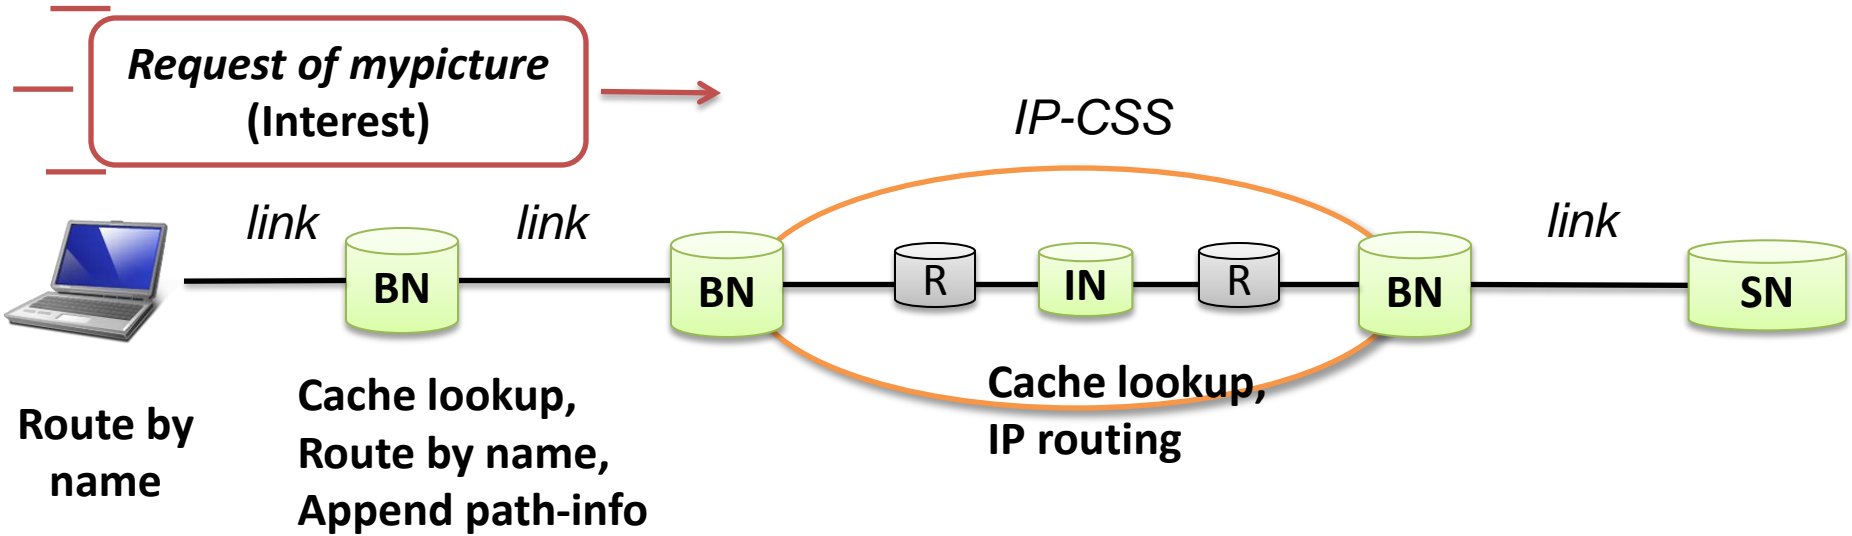 Request of mypicture
(Interest)
IP-CSS
link
link
link
BN
BN
R
IN
R
BN
SN
Route by
name
Cache lookup,
Route by name,
Append path-info
Cache lookup,
IP routing